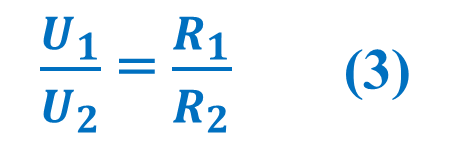 U₁/U₂ = R₁/R₂ (3)